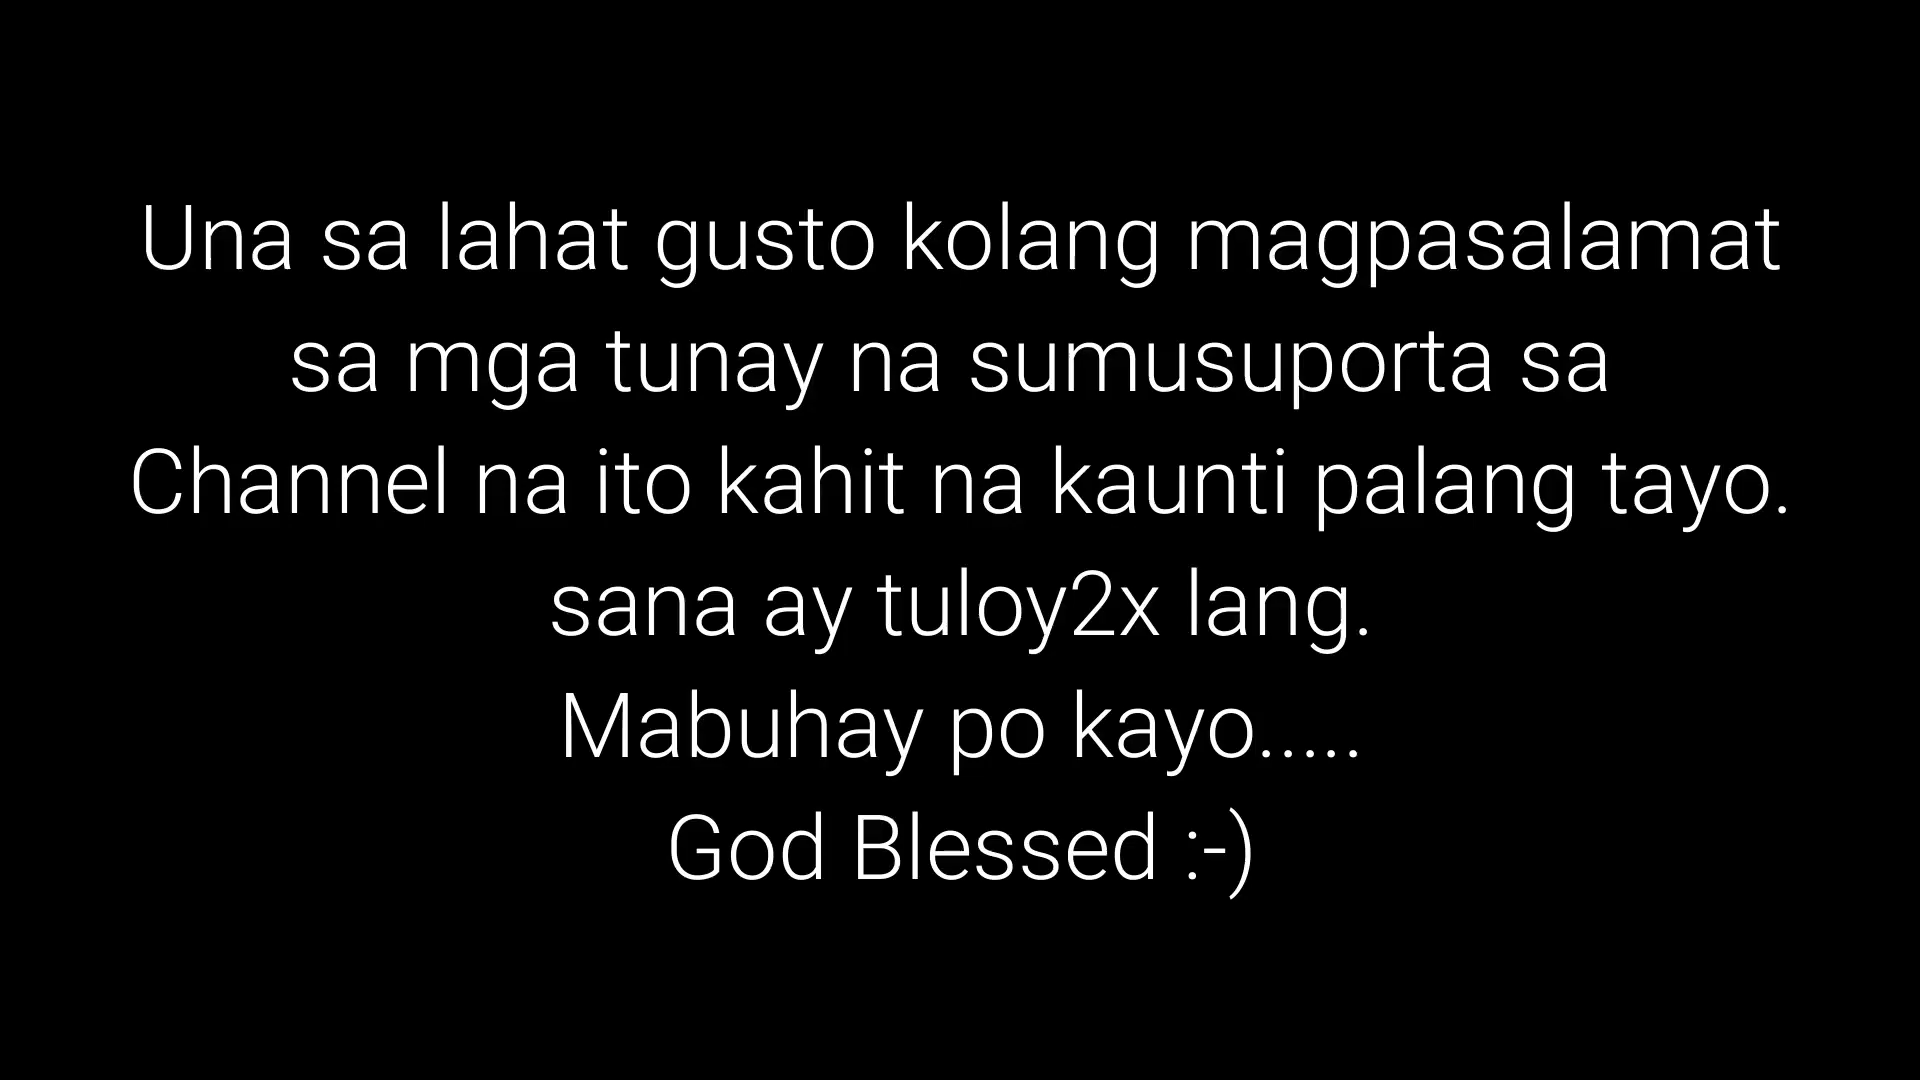 Una sa lahat gusto kolang magpasalamat
sa mga tunay na sumusuporta sa
Channel na ito kahit na kaunti palang tayo.
sana ay tuloy2x lang.
Mabuhay po kayo.....
God Blessed :-)